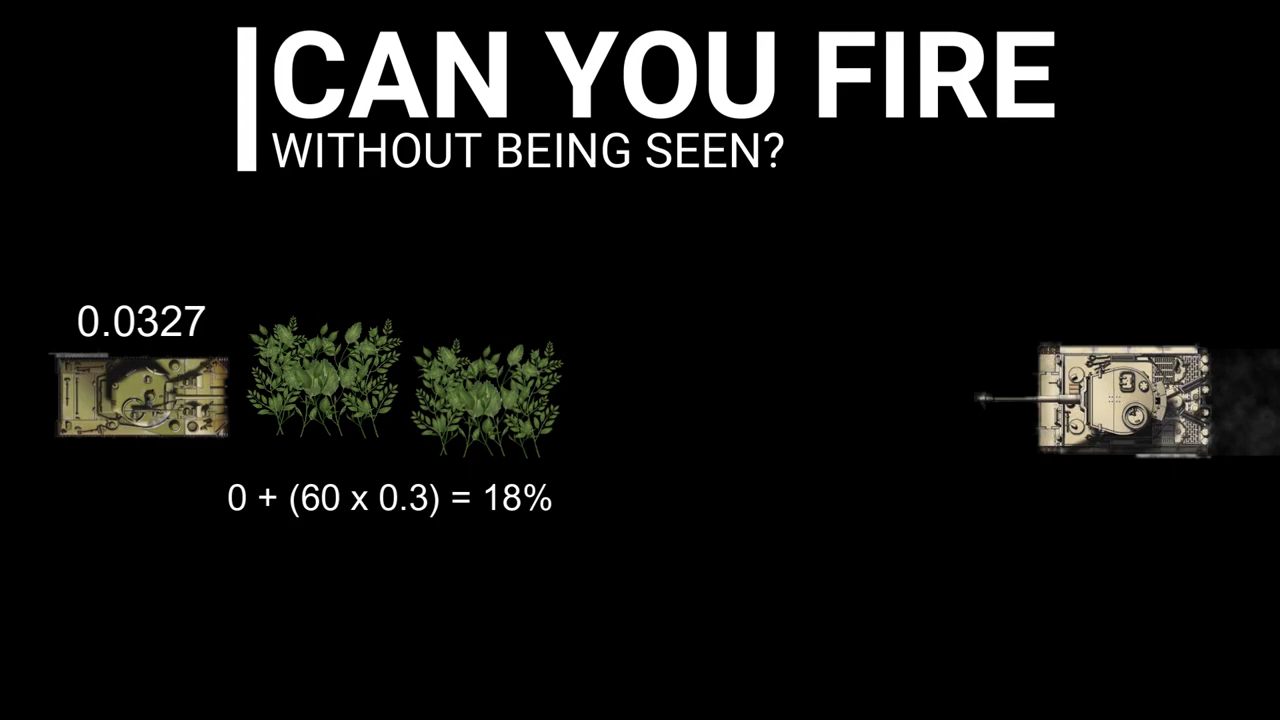 CAN YOU FIRE
WITHOUT BEING SEEN?
0.0327
0 + (60 x 0.3) = 18%